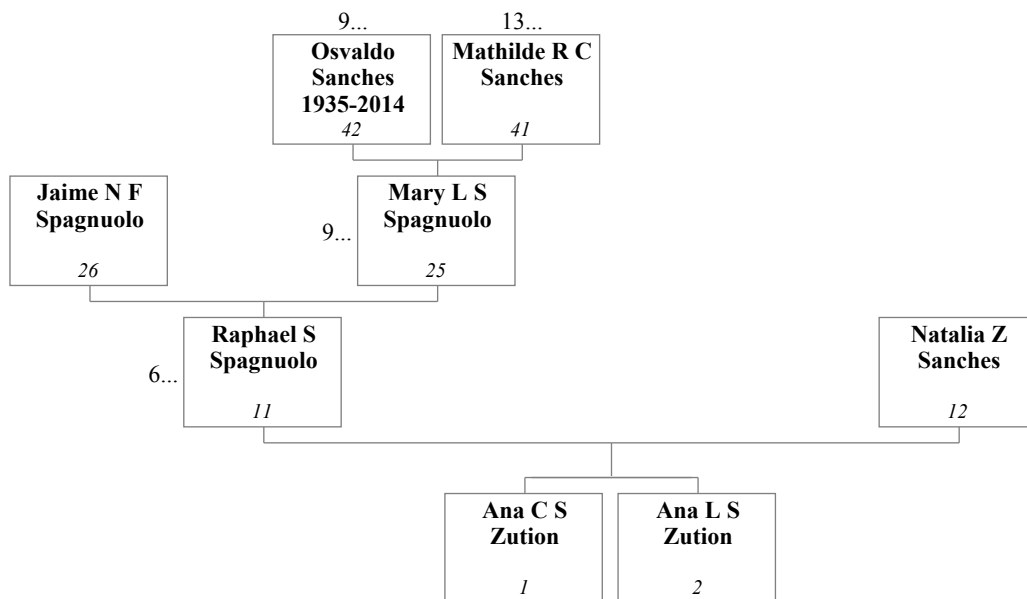 9...
13...
Osvaldo
Sanches
1935-2014
42
Mathilde R C
Sanches
41
Jaime N F
Spagnuolo
26
9...
Mary L S
Spagnuolo
25
6...
Raphael S
Spagnuolo
11
Natalia Z
Sanches
12
Ana C S
Zution
1
Ana L S
Zution
2